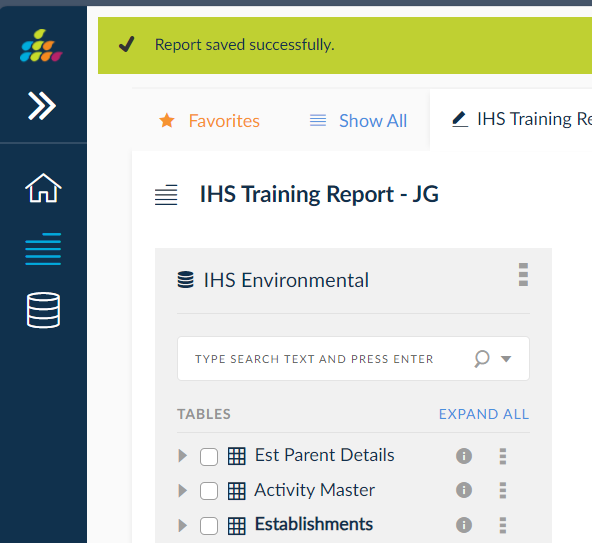 Report saved successfully.
Favorites
Show All
IHS Training Re
IHS Training Report - JG
IHS Environmental
TYPE SEARCH TEXT AND PRESS ENTER
TABLES
EXPAND ALL
Est Parent Details
Activity Master
Establishments